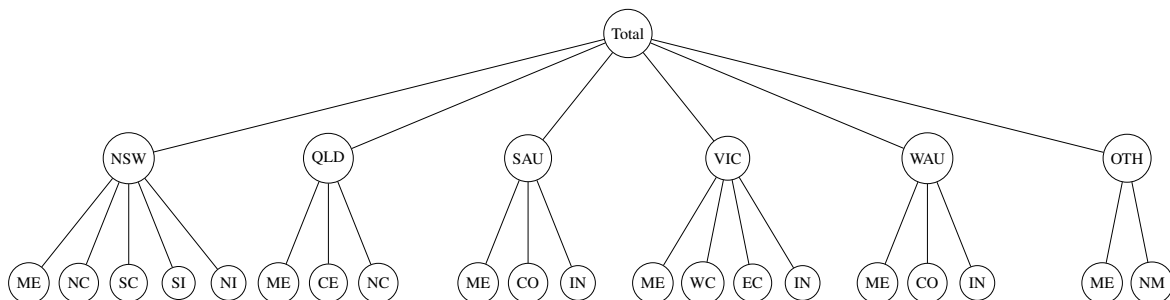 Total
NSW QLD SAU VIC WAU OTH
ME NC SC SI NI ME CE NC ME CO IN ME WC EC IN ME CO IN ME NM